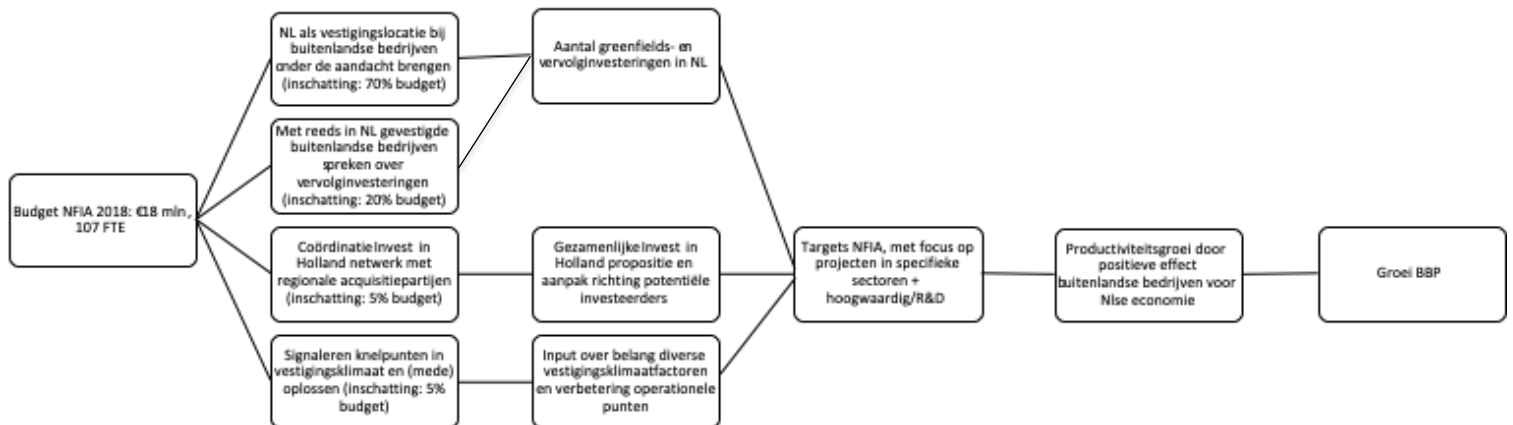 Budget NFIA 2018: €18 mln,
107 FTE
NL als vestigingslocatie bij
buitenlandse bedrijven
onder de aandacht brengen
(inschatting: 70% budget)
Met reeds in NL gevestigde
buitenlandse bedrijven
spreken over
vervolginvesteringen
(inschatting: 20% budget)
Coördinatie Invest in
Holland netwerk met
regionale acquisitiepartijen
(inschatting: 5% budget)
Signaleren knelpunten in
vestigingsklimaat en (mede)
oplossen (inschatting: 5%
budget)
Aantal greenfields- en
vervolginvesteringen in NL
Gezamenlijke Invest in
Holland propositie en
aanpak richting potentiële
investeerders
Input over belang diverse
vestigingsklimaatfactoren
en verbetering operationele
punten
Targets NFIA, met focus op
projecten in specifieke
sectoren +
hoogwaardig/R&D
Productiviteitsgroei door
positieve effect
buitenlandse bedrijven voor
Nlse economie
Groei BBP